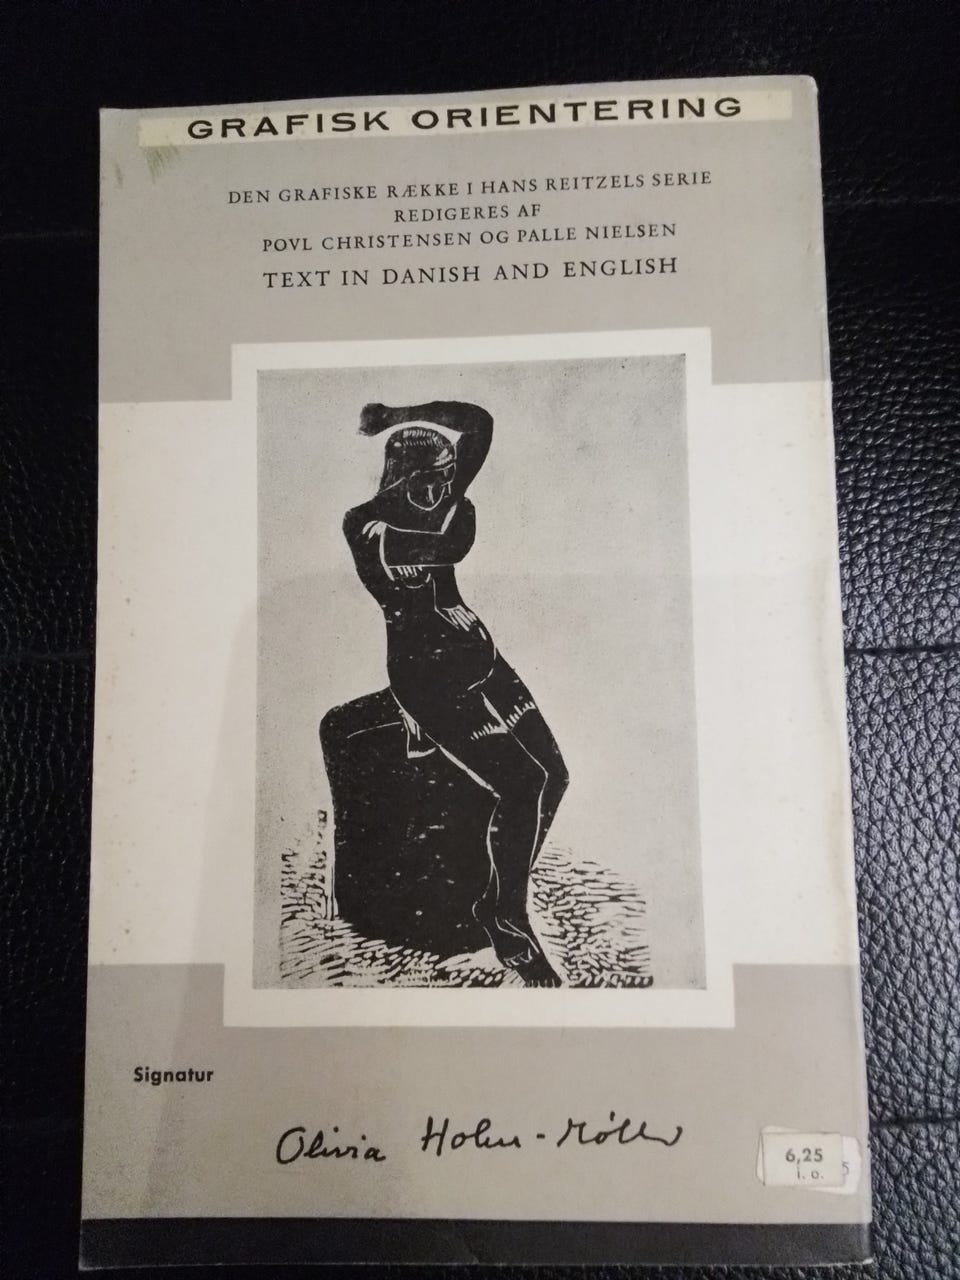 GRAFISK ORIENTERING
DEN GRAFISKE RÆKKE I HANS REITZELS SERIE
REDIGERES AF
POVL CHRISTENSEN OG PALLE NIELSEN
TEXT IN DANISH AND ENGLISH
Signatur
Olivia Holm-Møller
6,25
i. o.
5